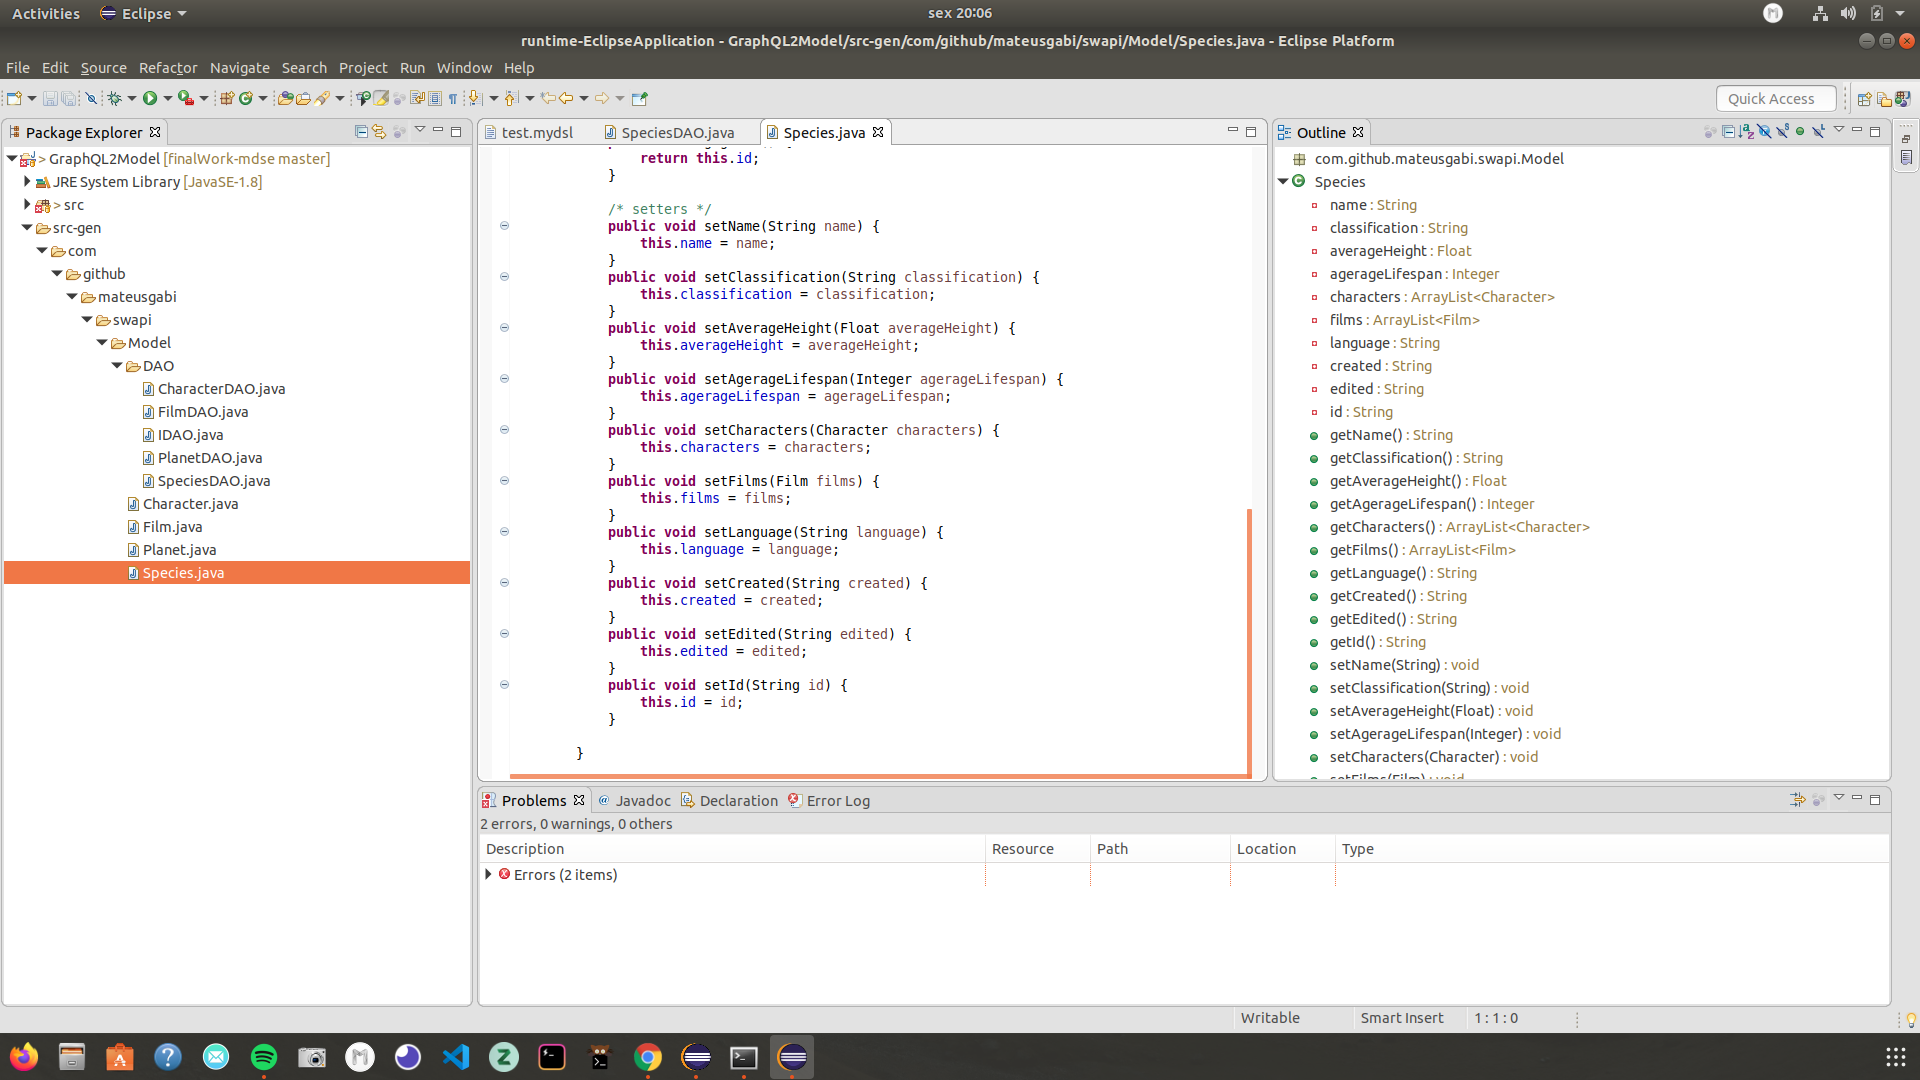 Activities
Eclipse
sex 20:06
runtime-EclipseApplication - GraphQL2Model/src-gen/com/github/mateusgabi/swapi/Model/Species.java - Eclipse Platform
File Edit Source Refactor Navigate Search Project Run Window Help
Quick Access
Package Explorer
> GraphQL2Model [finalWork-mdse master]
JRE System Library [JavaSE-1.8]
> src
src-gen
com
github
mateusgabi
swapi
Model
DAO
CharacterDAO.java
FilmDAO.java
IDAO.java
PlanetDAO.java
SpeciesDAO.java
Character.java
Film.java
Planet.java
Species.java
test.mydsl
SpeciesDAO.java
Species.java
return this.id;
}
/* setters */
public void setName(String name) {
this.name = name;
}
public void setClassification(String classification) {
this.classification = classification;
}
public void setAverageHeight(Float averageHeight) {
this.averageHeight = averageHeight;
}
public void setAgerageLifespan(Integer agerageLifespan) {
this.agerageLifespan = agerageLifespan;
}
public void setCharacters(Character characters) {
this.characters = characters;
}
public void setFilms(Film films) {
this.films = films;
}
public void setLanguage(String language) {
this.language = language;
}
public void setCreated(String created) {
this.created = created;
}
public void setEdited(String edited) {
this.edited = edited;
}
public void setId(String id) {
this.id = id;
}
}
Outline
com.github.mateusgabi.swapi.Model
Species
name : String
classification : String
averageHeight : Float
agerageLifespan : Integer
characters : ArrayList<Character>
films : ArrayList<Film>
language : String
created : String
edited : String
id : String
getName() : String
getClassification() : String
getAverageHeight() : Float
getAgerageLifespan() : Integer
getCharacters() : ArrayList<Character>
getFilms() : ArrayList<Film>
getLanguage() : String
getCreated() : String
getEdited() : String
getId() : String
setName(String) : void
setClassification(String) : void
setAverageHeight(Float) : void
setAgerageLifespan(Integer) : void
setCharacters(Character) : void
setFilms(Film) : void
Problems
Javadoc
Declaration
Error Log
2 errors, 0 warnings, 0 others
Description Resource Path Location Type
Errors (2 items)
Writable
Smart Insert
1 : 1 : 0